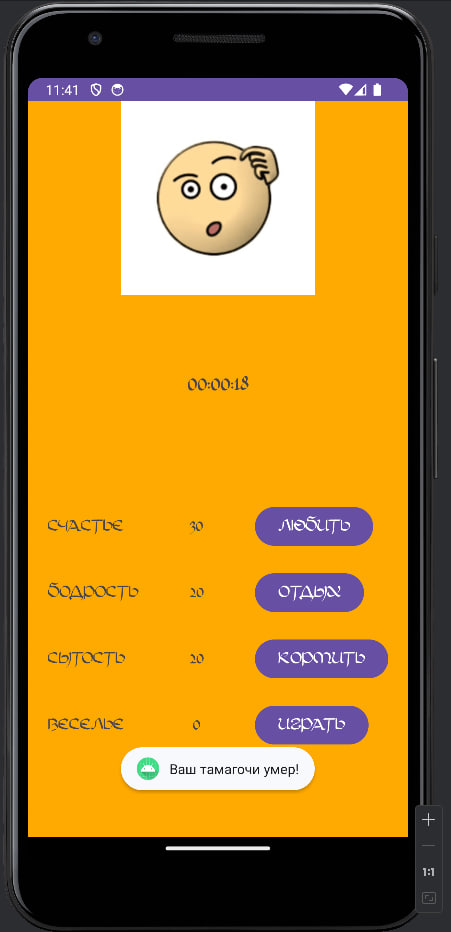 11:41
00:00:18
СЧАСТЬЕ 30 ЛЮБИТЬ
БОДРОСТЬ 20 ОТДЫХ
СЫТОСТЬ 20 КОРМИТЬ
ВЕСЕЛЬЕ 0 ИГРАТЬ
Ваш тамагочи умер!
1:1